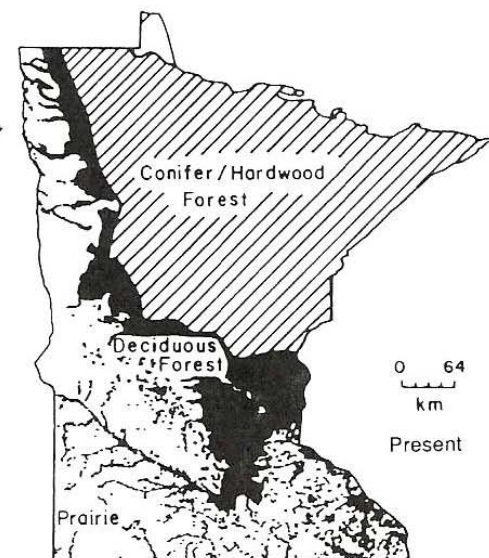 Conifer/Hardwood
Forest
Deciduous
Forest
0 64
km
Present
Prairie